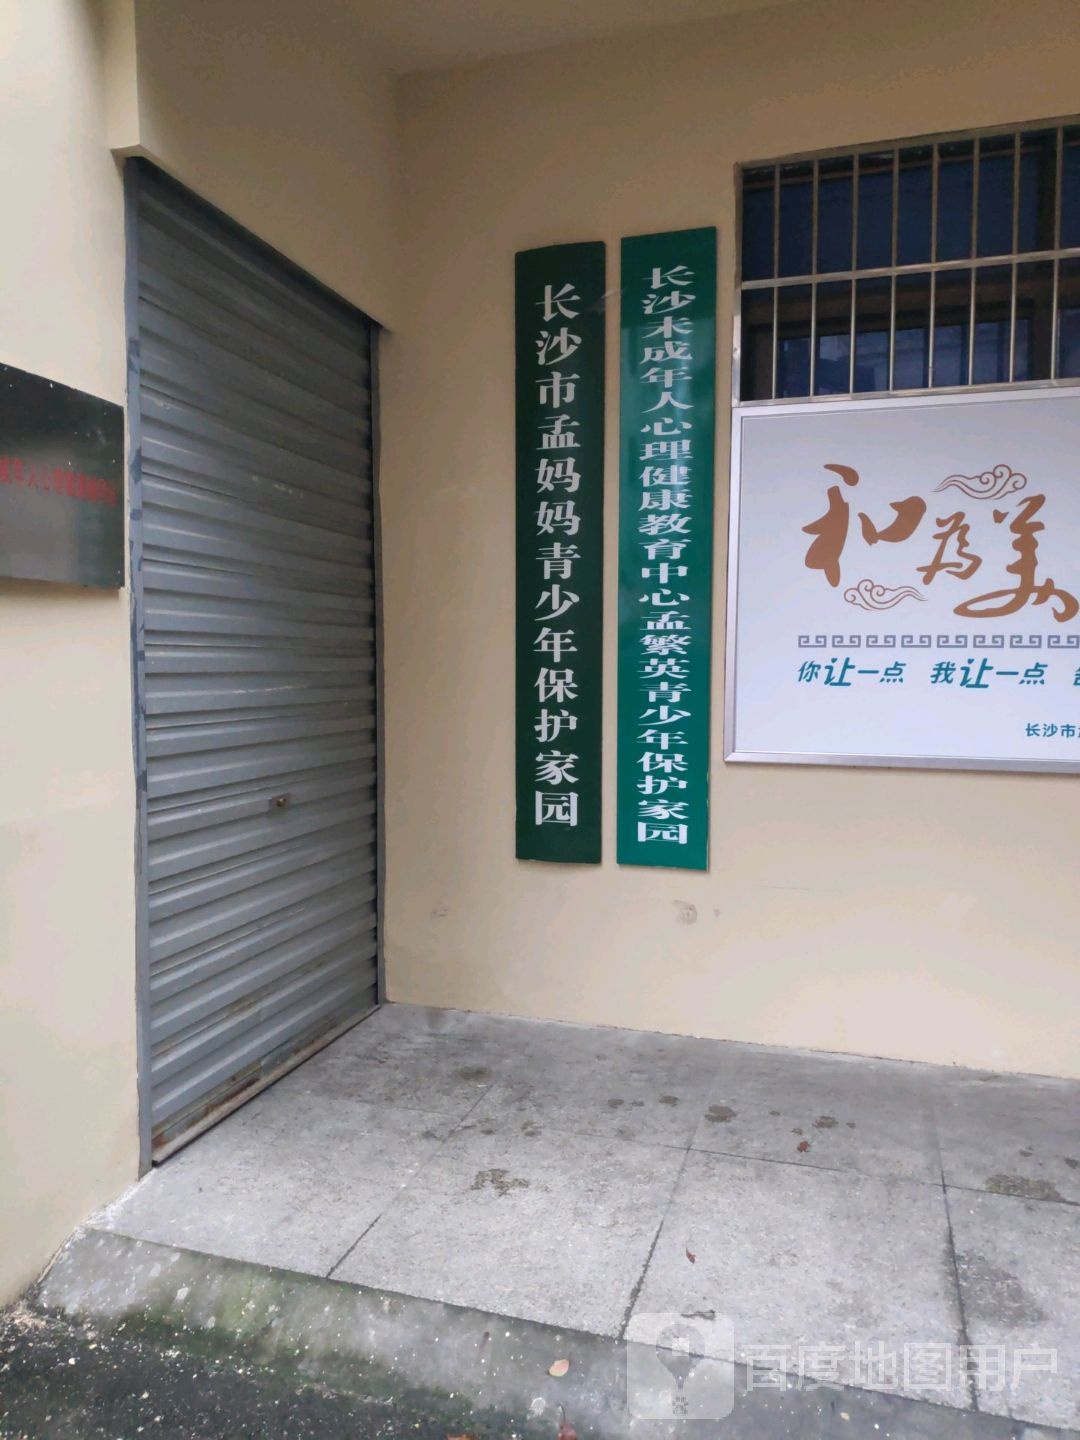 长沙市孟妈妈青少年保护家园
长沙未成年人心理健康教育中心孟繁英青少年保护家园
和为美
你让一点 我让一点
长沙市
百度地图用户